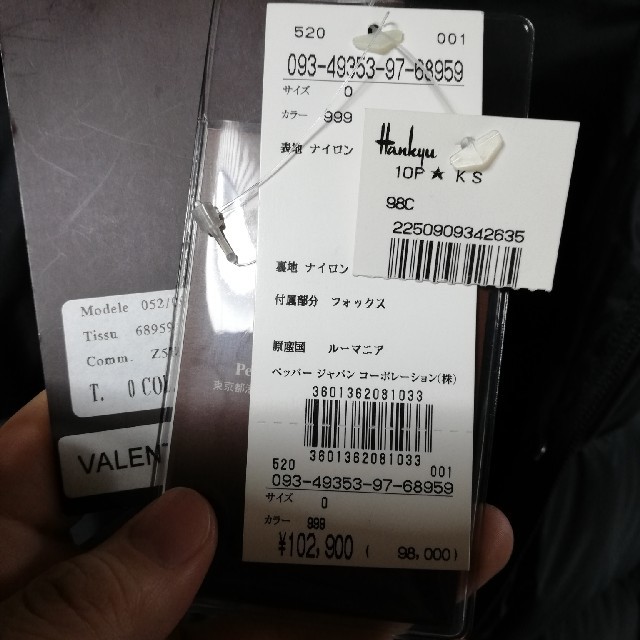 520 001
093-49353-97-68959
サイズ 0
カラー 999
表地 ナイロン
Hankyu
10P ★ K S
98C
2250909342635
裏地 ナイロン
付属部分 フォックス
原産国 ルーマニア
ペッパー ジャパン コーポレーション(株)
3601362081033
3601362081033
520 001
093-49353-97-68959
サイズ 0
カラー 999
¥102,900 ( 98,000)
Modele 052/
Tissu 68959
Comm.
T. 0 COL
VALENT
Pe
東京都